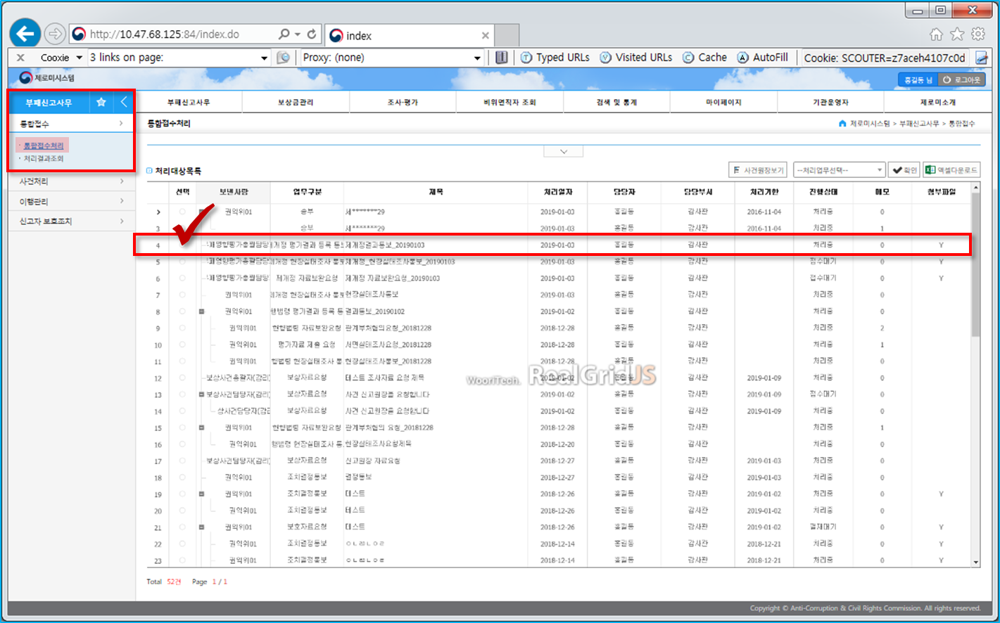 http://10.47.68.125:84/index.do
index
x Cooxie 3 links on page: Proxy: (none) Typed URLs Visited URLs Cache AutoFill Cookie: SCOUTER=z7aceh4107c0d
제로미시스템 홍길동 님 로그아웃
부패신고사무 부패신고사무 보상금관리 조사·평가 비위면직자 조회 검색 및 통계 마이페이지 기관운영자 제로미소개
통합접수 통합접수처리 제로미시스템 > 부패신고사무 > 통합접수
· 통합접수처리
· 처리결과조회
사건처리
이행관리
신고자 보호조치
처리대상목록 사건원장보기 --처리업무선택-- 확인 엑셀다운로드
선택 보낸사람 업무구분 제목 처리일자 담당자 담당부서 처리기한 진행상태 메모 첨부파일
권익위01 송부 세*******29 2019-01-03 홍길동 감사관 2016-11-04 처리중 0
3 송부 세*******29 2019-01-03 홍길동 감사관 2016-11-04 처리중 1
4 제영향평가총괄담당 제개정 평가결과 등록 통보 제개정결과통보_20190103 2019-01-03 홍길동 감사관 처리중 0 Y
5 제영향평가총괄담당 제개정 현장실태조사 통보 제개정_현장실태조사통보_20190103 2019-01-03 홍길동 감사관 접수대기 0 Y
6 제영향평가총괄담당 제개정 자료보완요청 제개정 자료보완요청_20190103 2019-01-03 홍길동 감사관 접수대기 0 Y
7 권익위01 제개정 현장실태조사 통보 현장실태조사통보 2019-01-03 홍길동 감사관 처리중 0
8 권익위01 행법령 평가결과 등록 통 결과통보_20190102 2019-01-02 홍길동 감사관 처리중 0
9 권익위01 현행법령 자료보완요청 관계부처협의요청_20181228 2018-12-28 홍길동 감사관 처리중 2
10 권익위01 평가자료 제출 요청 서면실태조사요청_20181228 2018-12-28 홍길동 감사관 처리중 1
11 권익위01 행법령 현장실태조사 통 현장실태조사통보_20181228 2018-12-28 홍길동 감사관 처리중 0
12 보상사건총괄자(감리) 보상자료요청 테스트 조사자료 요청 제목 2019-01-02 홍길동 감사관 2019-01-09 처리중 0
WooriTech. RealGridJS
13 보상사건담당자(감리) 보상자료요청 사건 신고원장을 요청합니다 2019-01-02 홍길동 감사관 2019-01-09 접수대기 0
14 상사건담당자(감리 보상자료요청 사건 신고원장을 요청합니다 2019-01-02 홍길동 감사관 2019-01-09 처리중 0
15 권익위01 현행법령 자료보완요청 관계부처협의 요청_20181228 2018-12-28 홍길동 감사관 처리중 1
16 권익위01 행법령 현장실태조사 통 현장실태조사요청제목 2018-12-20 홍길동 감사관 처리중 0
17 보상사건담당자(감리) 보상자료요청 신고원장 자료요청 2018-12-27 홍길동 감사관 2019-01-03 처리중 0
18 권익위01 조치결정통보 결정통보 2018-12-27 홍길동 감사관 2019-01-03 처리중 0
19 권익위01 조치결정통보 테스트 2018-12-26 홍길동 감사관 2019-01-02 처리중 0 Y
20 권익위01 조치결정통보 테스트 2018-12-26 홍길동 감사관 2019-01-02 처리중 0
21 권익위01 보호자료요청 테스트 2018-12-26 홍길동 감사관 2019-01-02 결재대기 0 Y
22 권익위01 조치결정통보 ㅇㄴㄻㄴㅇㄹ 2018-12-14 홍길동 감사관 2018-12-21 처리중 0 Y
23 권익위01 조치결정통보 ㅇㄴㄻㄴㅇㄹ 2018-12-14 홍길동 감사관 2018-12-21 처리중 0 Y
Total 52건 Page 1 / 1
Copyright © Anti-Corruption & Civil Rights Commission. All rights reserved.